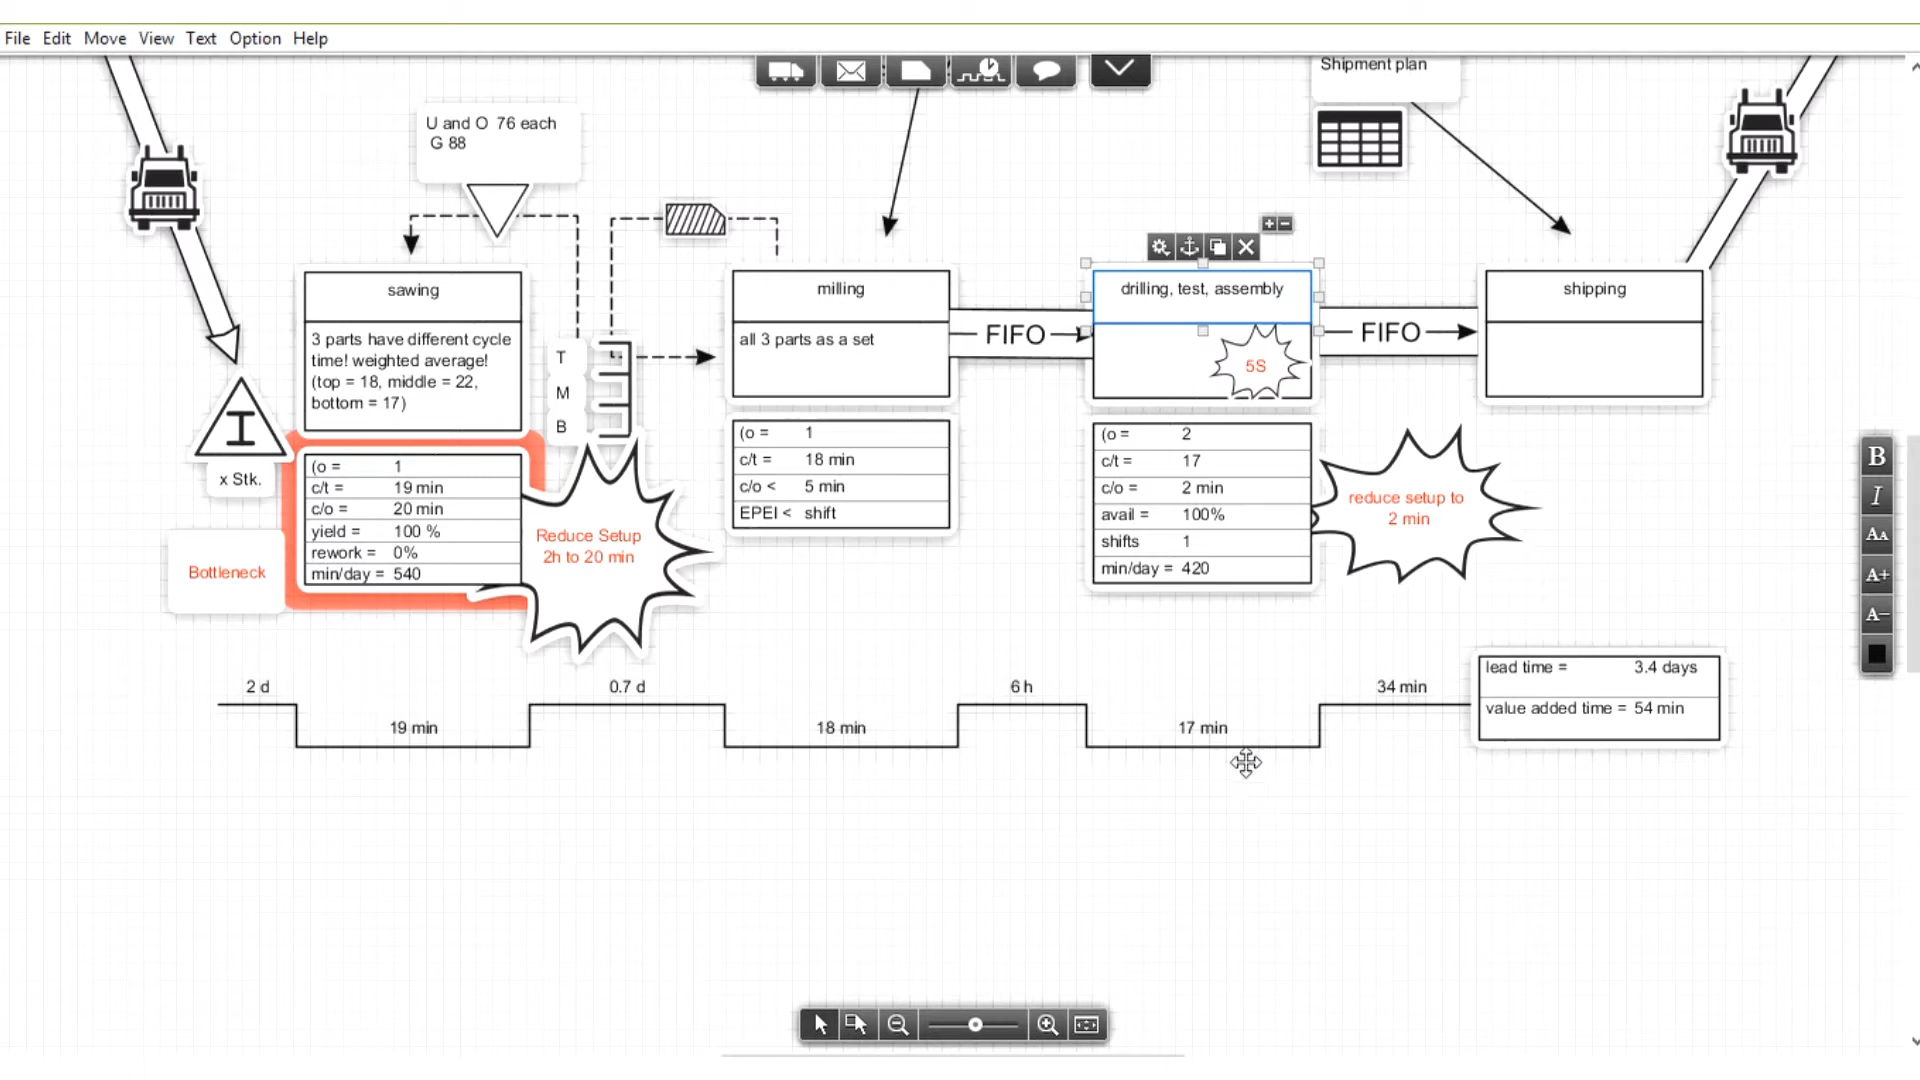 File Edit Move View Text Option Help
Shipment plan
U and O 76 each
G 88
sawing
3 parts have different cycle
time! weighted average!
(top = 18, middle = 22,
bottom = 17)
T
M
B
milling
all 3 parts as a set
FIFO
drilling, test, assembly
5S
FIFO
shipping
I
x Stk.
Bottleneck
(o = 1
c/t = 19 min
c/o = 20 min
yield = 100 %
rework = 0%
min/day = 540
Reduce Setup
2h to 20 min
(o = 1
c/t = 18 min
c/o < 5 min
EPEI < shift
(o = 2
c/t = 17
c/o = 2 min
avail = 100%
shifts 1
min/day = 420
reduce setup to
2 min
B
I
AA
A+
A−
2 d
19 min
0.7 d
18 min
6 h
17 min
34 min
lead time = 3.4 days
value added time = 54 min